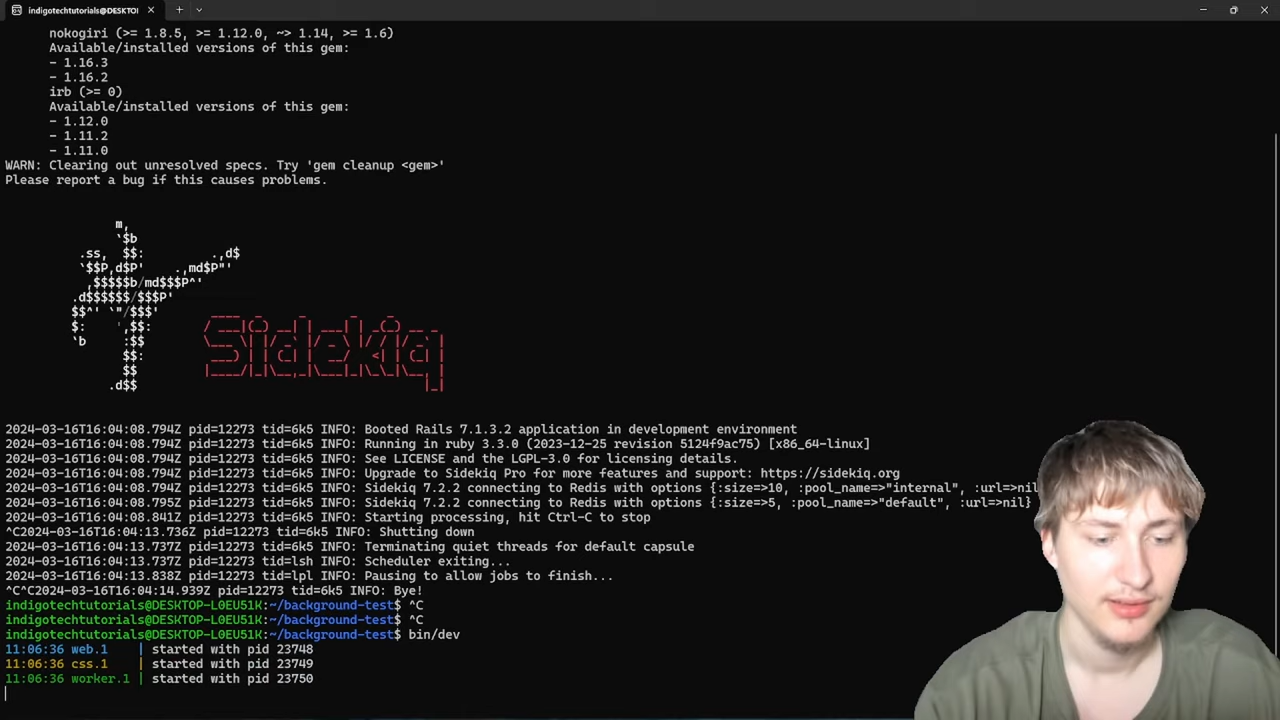 indigotechtutorials@DESKTOP-L0EU51K
nokogiri (>= 1.8.5, >= 1.12.0, ~> 1.14, >= 1.6)
Available/installed versions of this gem:
- 1.16.3
- 1.16.2
irb (>= 0)
Available/installed versions of this gem:
- 1.12.0
- 1.11.2
- 1.11.0
WARN: Clearing out unresolved specs. Try 'gem cleanup <gem>'
Please report a bug if this causes problems.
Sidekiq
2024-03-16T16:04:08.794Z pid=12273 tid=6k5 INFO: Booted Rails 7.1.3.2 application in development environment
2024-03-16T16:04:08.794Z pid=12273 tid=6k5 INFO: Running in ruby 3.3.0 (2023-12-25 revision 5124f9ac75) [x86_64-linux]
2024-03-16T16:04:08.794Z pid=12273 tid=6k5 INFO: See LICENSE and the LGPL-3.0 for licensing details.
2024-03-16T16:04:08.794Z pid=12273 tid=6k5 INFO: Upgrade to Sidekiq Pro for more features and support: https://sidekiq.org
2024-03-16T16:04:08.794Z pid=12273 tid=6k5 INFO: Sidekiq 7.2.2 connecting to Redis with options {:size=>10, :pool_name=>"internal", :url=>nil
2024-03-16T16:04:08.795Z pid=12273 tid=6k5 INFO: Sidekiq 7.2.2 connecting to Redis with options {:size=>5, :pool_name=>"default", :url=>nil}
2024-03-16T16:04:08.841Z pid=12273 tid=6k5 INFO: Starting processing, hit Ctrl-C to stop
^C2024-03-16T16:04:13.736Z pid=12273 tid=6k5 INFO: Shutting down
2024-03-16T16:04:13.737Z pid=12273 tid=6k5 INFO: Terminating quiet threads for default capsule
2024-03-16T16:04:13.737Z pid=12273 tid=lsh INFO: Scheduler exiting...
2024-03-16T16:04:13.838Z pid=12273 tid=lpl INFO: Pausing to allow jobs to finish...
^C^C2024-03-16T16:04:14.939Z pid=12273 tid=6k5 INFO: Bye!
indigotechtutorials@DESKTOP-L0EU51K:~/background-test$ ^C
indigotechtutorials@DESKTOP-L0EU51K:~/background-test$ ^C
indigotechtutorials@DESKTOP-L0EU51K:~/background-test$ bin/dev
11:06:36 web.1    | started with pid 23748
11:06:36 css.1    | started with pid 23749
11:06:36 worker.1 | started with pid 23750